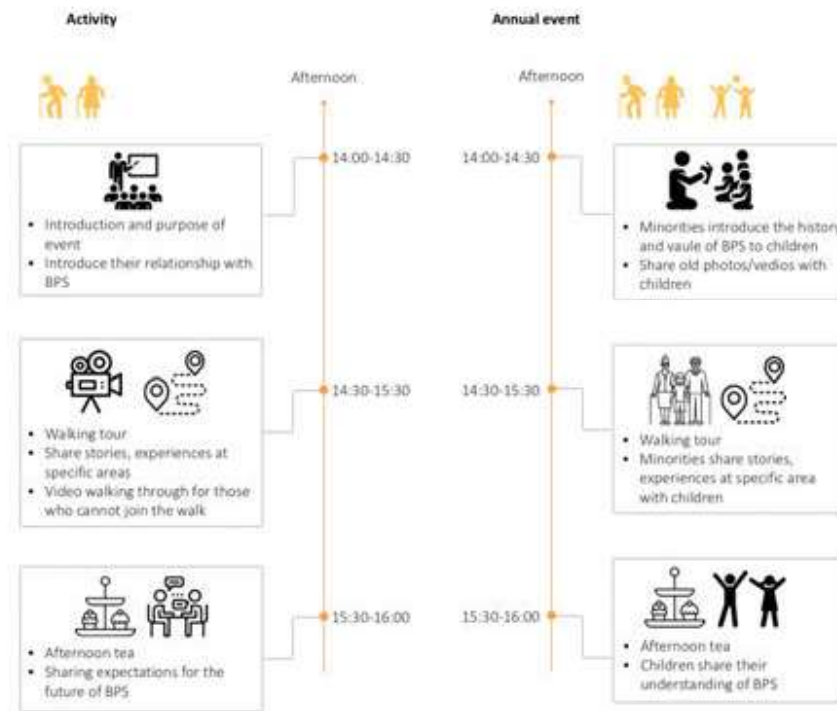 Activity
Afternoon
14:00-14:30
• Introduction and purpose of
event
• Introduce their relationship with
BPS
14:30-15:30
• Walking tour
• Share stories, experiences at
specific areas
• Video walking through for those
who cannot join the walk
15:30-16:00
• Afternoon tea
• Sharing expectations for the
future of BPS
Annual event
Afternoon
14:00-14:30
• Minorities introduce the history
and vaule of BPS to children
• Share old photos/vedios with
children
14:30-15:30
• Walking tour
• Minorities share stories,
experiences at specific area
with children
15:30-16:00
• Afternoon tea
• Children share their
understanding of BPS